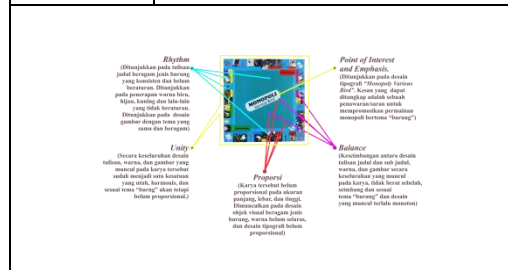 Rhythm
(Ditunjukkan pada tulisan
judul beragam jenis burung
yang konsisten dan belum
beraturan. Ditunjukkan
pada penerapan warna biru,
hijau, kuning dan lain-lain
yang tidak beraturan.
Ditunjukkan pada desain
gambar dengan tema yang
sama dan beragam)
Point of Interest
and Emphasis.
(Ditunjukkan pada desain
tipografi "Monopoly Varieas
Bird". Kesan yang dapat
ditangkap adalah sebuah
penawaran/saran untuk
mempromosikan permainan
monopoli bertema "burung")
MONOPOLI
Unity
(Secara keseluruhan desain
tulisan, warna, dan gambar yang
muncul pada karya tersebut
sudah menjadi satu kesatuan
yang utuh, harmonis, dan
sesuai tema "burng" akan tetapi
belum proporsional.)
Proporsi
(Karya tersebut belum
proporsional pada ukuran
panjang, lebar, dan tinggi.
Dimunculkan pada desain
objek visual beragam jenis
burung, warna belum selaras,
dan desain tipografi belum
proporsional)
Balance
(Keseimbangan antara desain
tulisan judul dan sub judul,
warna, dan gambar secara
keseluruhan yang muncul
pada karya, tidak berat sebelah,
seimbang dan sesuai
tema "burung" dan desain
yang muncul terlalu monoton)